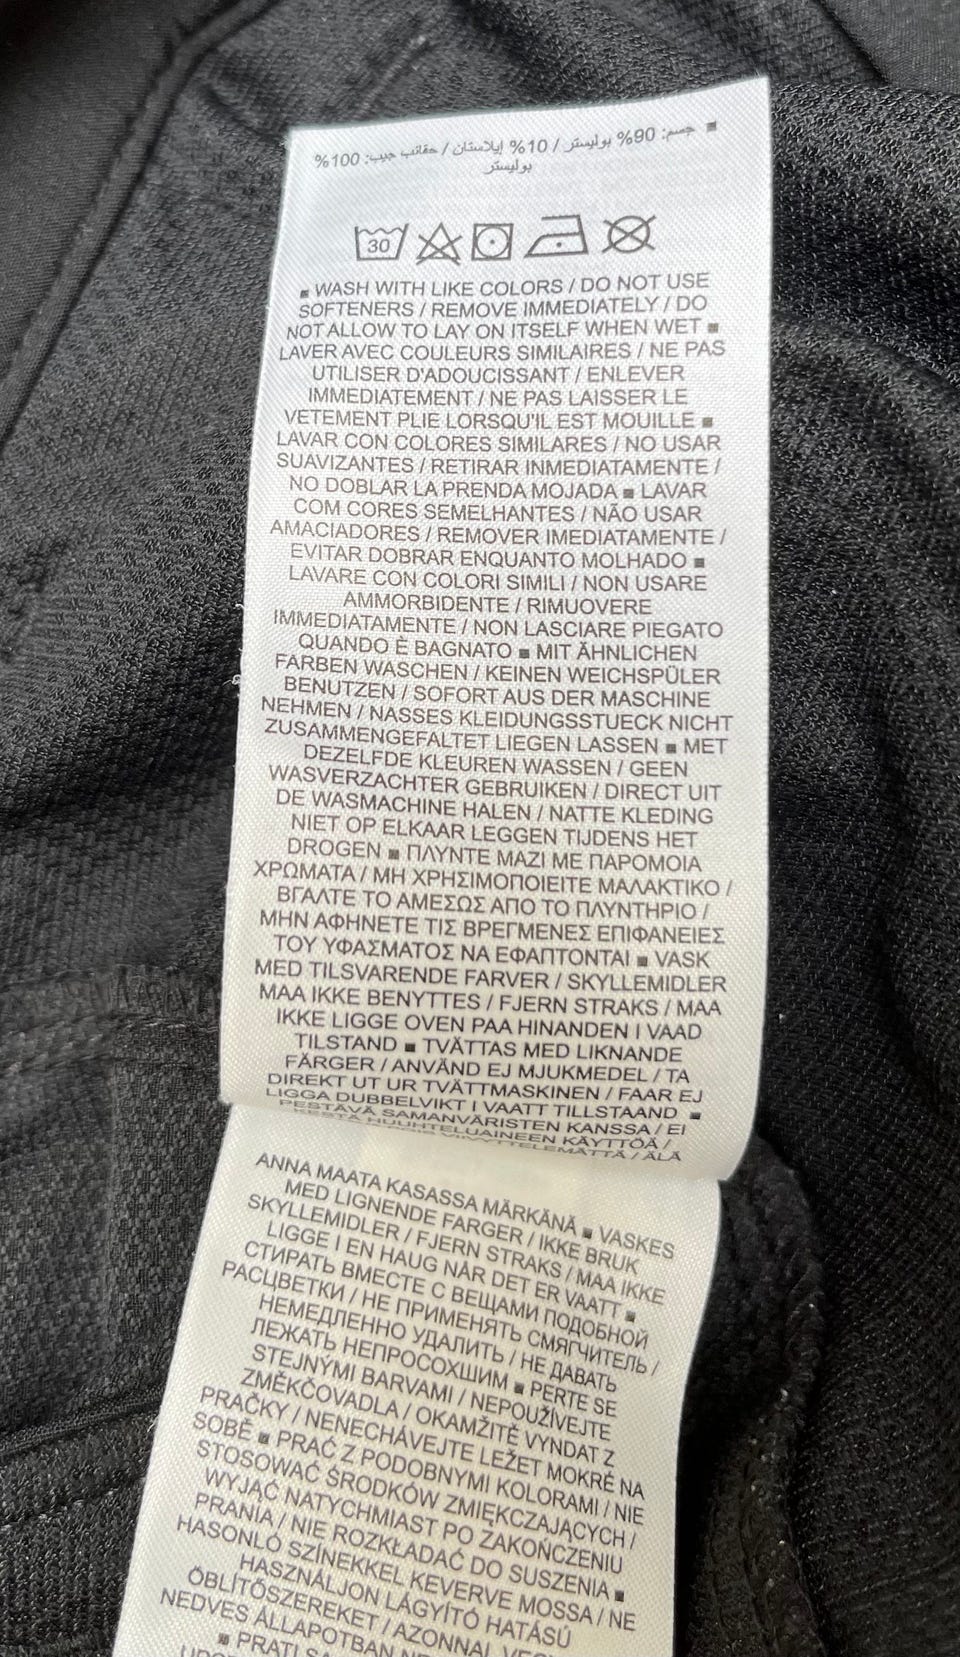 ■ جسم: 90% بوليستر / 10% إيلاستان / حقائب جيب: 100%
بوليستر
30
■ WASH WITH LIKE COLORS / DO NOT USE
SOFTENERS / REMOVE IMMEDIATELY / DO
NOT ALLOW TO LAY ON ITSELF WHEN WET ■
LAVER AVEC COULEURS SIMILAIRES / NE PAS
UTILISER D'ADOUCISSANT / ENLEVER
IMMEDIATEMENT / NE PAS LAISSER LE
VETEMENT PLIE LORSQU'IL EST MOUILLE ■
LAVAR CON COLORES SIMILARES / NO USAR
SUAVIZANTES / RETIRAR INMEDIATAMENTE /
NO DOBLAR LA PRENDA MOJADA ■ LAVAR
COM CORES SEMELHANTES / NÃO USAR
AMACIADORES / REMOVER IMEDIATAMENTE /
EVITAR DOBRAR ENQUANTO MOLHADO ■
LAVARE CON COLORI SIMILI / NON USARE
AMMORBIDENTE / RIMUOVERE
IMMEDIATAMENTE / NON LASCIARE PIEGATO
QUANDO È BAGNATO ■ MIT ÄHNLICHEN
FARBEN WASCHEN / KEINEN WEICHSPÜLER
BENUTZEN / SOFORT AUS DER MASCHINE
NEHMEN / NASSES KLEIDUNGSSTUECK NICHT
ZUSAMMENGEFALTET LIEGEN LASSEN ■ MET
DEZELFDE KLEUREN WASSEN / GEEN
WASVERZACHTER GEBRUIKEN / DIRECT UIT
DE WASMACHINE HALEN / NATTE KLEDING
NIET OP ELKAAR LEGGEN TIJDENS HET
DROGEN ■ ΠΛΥΝΤΕ ΜΑΖΙ ΜΕ ΠΑΡΟΜΟΙΑ
ΧΡΩΜΑΤΑ / ΜΗ ΧΡΗΣΙΜΟΠΟΙΕΙΤΕ ΜΑΛΑΚΤΙΚΟ /
ΒΓΑΛΤΕ ΤΟ ΑΜΕΣΩΣ ΑΠΟ ΤΟ ΠΛΥΝΤΗΡΙΟ /
ΜΗΝ ΑΦΗΝΕΤΕ ΤΙΣ ΒΡΕΓΜΕΝΕΣ ΕΠΙΦΑΝΕΙΕΣ
ΤΟΥ ΥΦΑΣΜΑΤΟΣ ΝΑ ΕΦΑΠΤΟΝΤΑΙ ■ VASK
MED TILSVARENDE FARVER / SKYLLEMIDLER
MAA IKKE BENYTTES / FJERN STRAKS / MAA
IKKE LIGGE OVEN PAA HINANDEN I VAAD
TILSTAND ■ TVÄTTAS MED LIKNANDE
FÄRGER / ANVÄND EJ MJUKMEDEL / TA
DIREKT UT UR TVÄTTMASKINEN / FAAR EJ
LIGGA DUBBELVIKT I VAATT TILLSTAAND ■
PESTÄVÄ SAMANVÄRISTEN KANSSA / EI
KESTÄ HUUHTELUAINEEN KÄYTTÖÄ /
/ ÄLÄ
ANNA MAATA KASASSA MÄRKÄNÄ ■ VASKES
MED LIGNENDE FARGER / IKKE BRUK
SKYLLEMIDLER / FJERN STRAKS / MAA IKKE
LIGGE I EN HAUG NÅR DET ER VAATT ■
СТИРАТЬ ВМЕСТЕ С ВЕЩАМИ ПОДОБНОЙ
РАСЦВЕТКИ / НЕ ПРИМЕНЯТЬ СМЯГЧИТЕЛЬ /
НЕМЕДЛЕННО УДАЛИТЬ / НЕ ДАВАТЬ
ЛЕЖАТЬ НЕПРОСОХШИМ ■ PERTE SE
STEJNÝMI BARVAMI / NEPOUŽÍVEJTE
ZMĚKČOVADLA / OKAMŽITĚ VYNDAT Z
PRAČKY / NENECHÁVEJTE LEŽET MOKRÉ NA
SOBĚ ■ PRAĆ Z PODOBNYMI KOLORAMI / NIE
STOSOWAĆ ŚRODKÓW ZMIĘKCZAJĄCYCH /
WYJĄĆ NATYCHMIAST PO ZAKOŃCZENIU
PRANIA / NIE ROZKŁADAĆ DO SUSZENIA ■
HASONLÓ SZÍNEKKEL KEVERVE MOSSA / NE
HASZNÁLJON LÁGYÍTÓ HATÁSÚ
ÖBLÍTŐSZEREKET / AZONNAL
NEDVES ÁLLAPOTBAN
■ PRATI